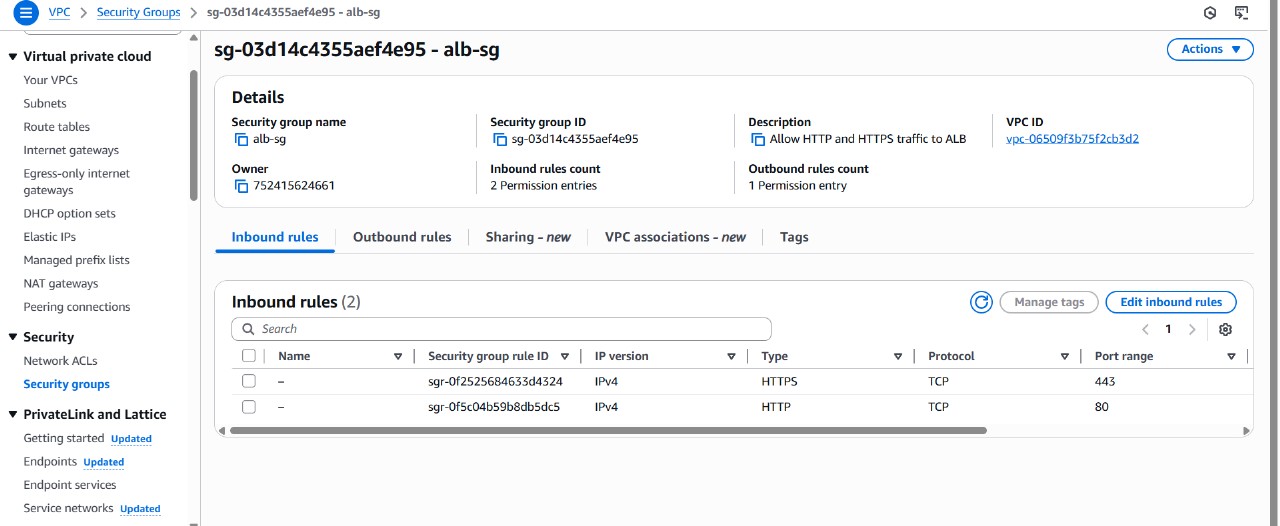 VPC > Security Groups > sg-03d14c4355aef4e95 - alb-sg
Virtual private cloud
Your VPCs
Subnets
Route tables
Internet gateways
Egress-only internet
gateways
DHCP option sets
Elastic IPs
Managed prefix lists
NAT gateways
Peering connections
Security
Network ACLs
Security groups
PrivateLink and Lattice
Getting started Updated
Endpoints Updated
Endpoint services
Service networks Updated
sg-03d14c4355aef4e95 - alb-sg
Actions
Details
Security group name
alb-sg
Security group ID
sg-03d14c4355aef4e95
Description
Allow HTTP and HTTPS traffic to ALB
VPC ID
vpc-06509f3b75f2cb3d2
Owner
752415624661
Inbound rules count
2 Permission entries
Outbound rules count
1 Permission entry
Inbound rules Outbound rules Sharing - new VPC associations - new Tags
Inbound rules (2)
Manage tags
Edit inbound rules
Search
1
Name Security group rule ID IP version Type Protocol Port range
– sgr-0f2525684633d4324 IPv4 HTTPS TCP 443
– sgr-0f5c04b59b8db5dc5 IPv4 HTTP TCP 80